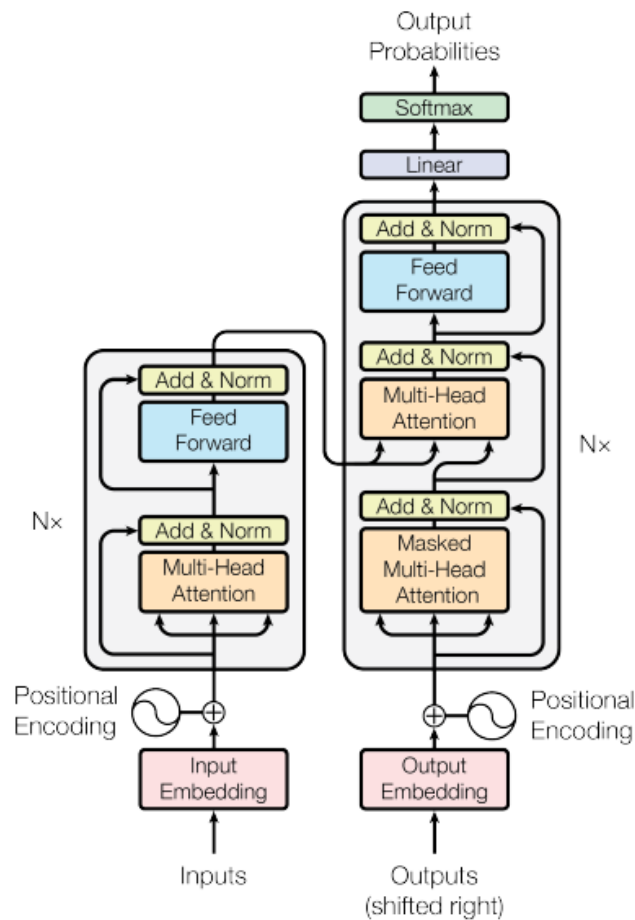 Output
Probabilities
Softmax
Linear
Add & Norm
Feed
Forward
Add & Norm
Multi-Head
Attention
Add & Norm
Masked
Multi-Head
Attention
N×
Positional
Encoding
Output
Embedding
Outputs
(shifted right)
Add & Norm
Feed
Forward
Add & Norm
Multi-Head
Attention
N×
Positional
Encoding
Input
Embedding
Inputs